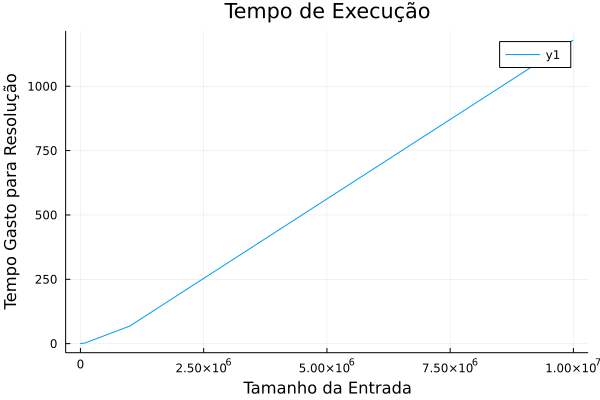 Tempo de Execução
y1
Tempo Gasto para Resolução
1000
750
500
250
0
0
2.50×10⁶
5.00×10⁶
7.50×10⁶
1.00×10⁷
Tamanho da Entrada